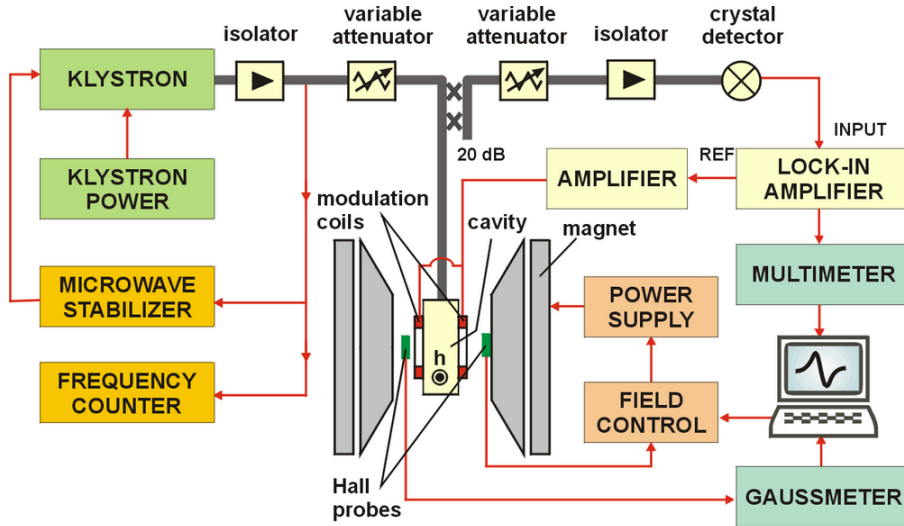 isolator
variable
attenuator
variable
attenuator
isolator
crystal
detector
KLYSTRON
INPUT
20 dB
REF
KLYSTRON
POWER
AMPLIFIER
LOCK-IN
AMPLIFIER
modulation
coils
cavity
magnet
MICROWAVE
STABILIZER
POWER
SUPPLY
MULTIMETER
h
FREQUENCY
COUNTER
FIELD
CONTROL
Hall
probes
GAUSSMETER